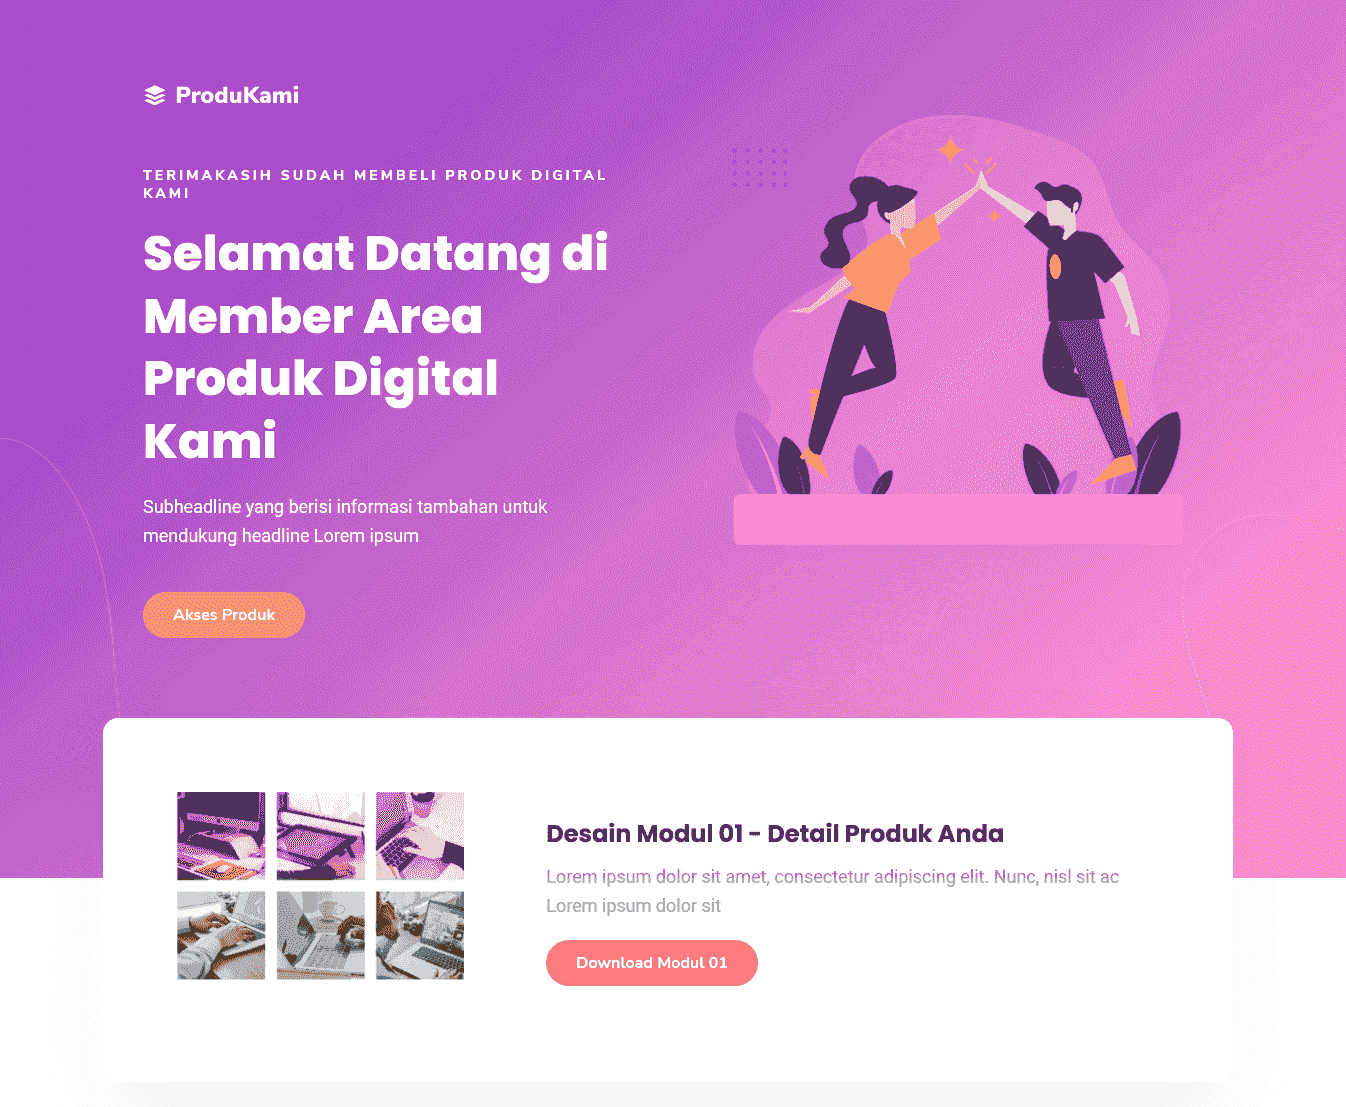 ProduKami
TERIMAKASIH SUDAH MEMBELI PRODUK DIGITAL
KAMI
Selamat Datang di
Member Area
Produk Digital
Kami
Subheadline yang berisi informasi tambahan untuk
mendukung headline Lorem ipsum
Akses Produk
Desain Modul 01 - Detail Produk Anda
Lorem ipsum dolor sit amet, consectetur adipiscing elit. Nunc, nisl sit ac
Lorem ipsum dolor sit
Download Modul 01